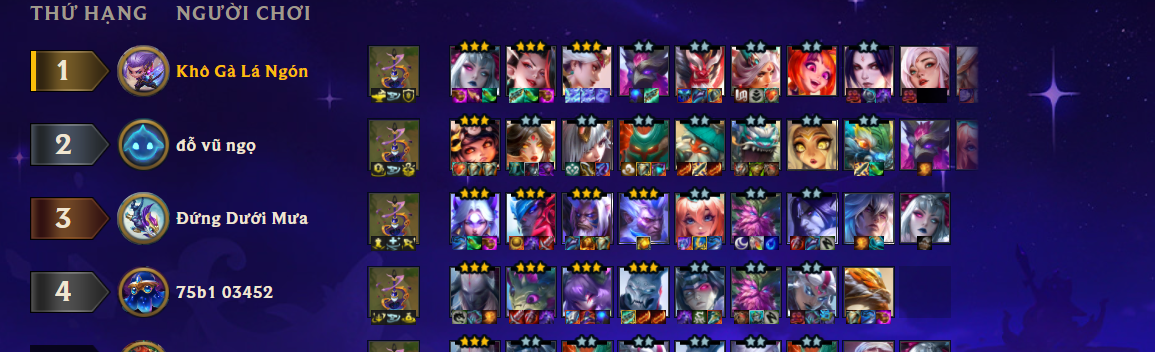 THỨ HẠNG NGƯỜI CHƠI
1 Khô Gà Lá Ngón
2 đỗ vũ ngọ
3 Đứng Dưới Mưa
4 75b1 03452